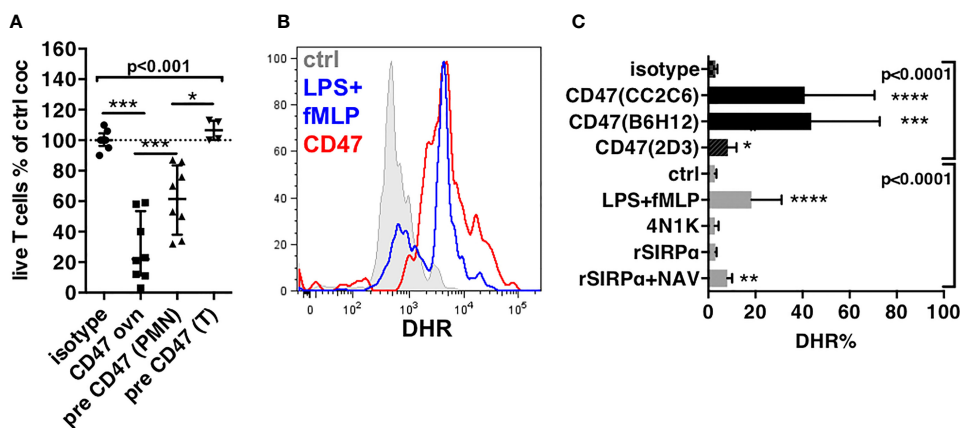 A
live T cells % of ctrl coc
160
140
120
100
80
60
40
20
0
p<0.001
***
*
***
isotype
CD47 ovn
pre CD47 (PMN)
pre CD47 (T)
B
100
80
60
40
20
0
ctrl
LPS+
fMLP
CD47
0 10² 10³ 10⁴ 10⁵
DHR
C
isotype
p<0.0001
CD47(CC2C6) ****
CD47(B6H12) ***
CD47(2D3) *
ctrl
p<0.0001
LPS+fMLP ****
4N1K
rSIRPα
rSIRPα+NAV **
0 20 40 60 80 100
DHR%